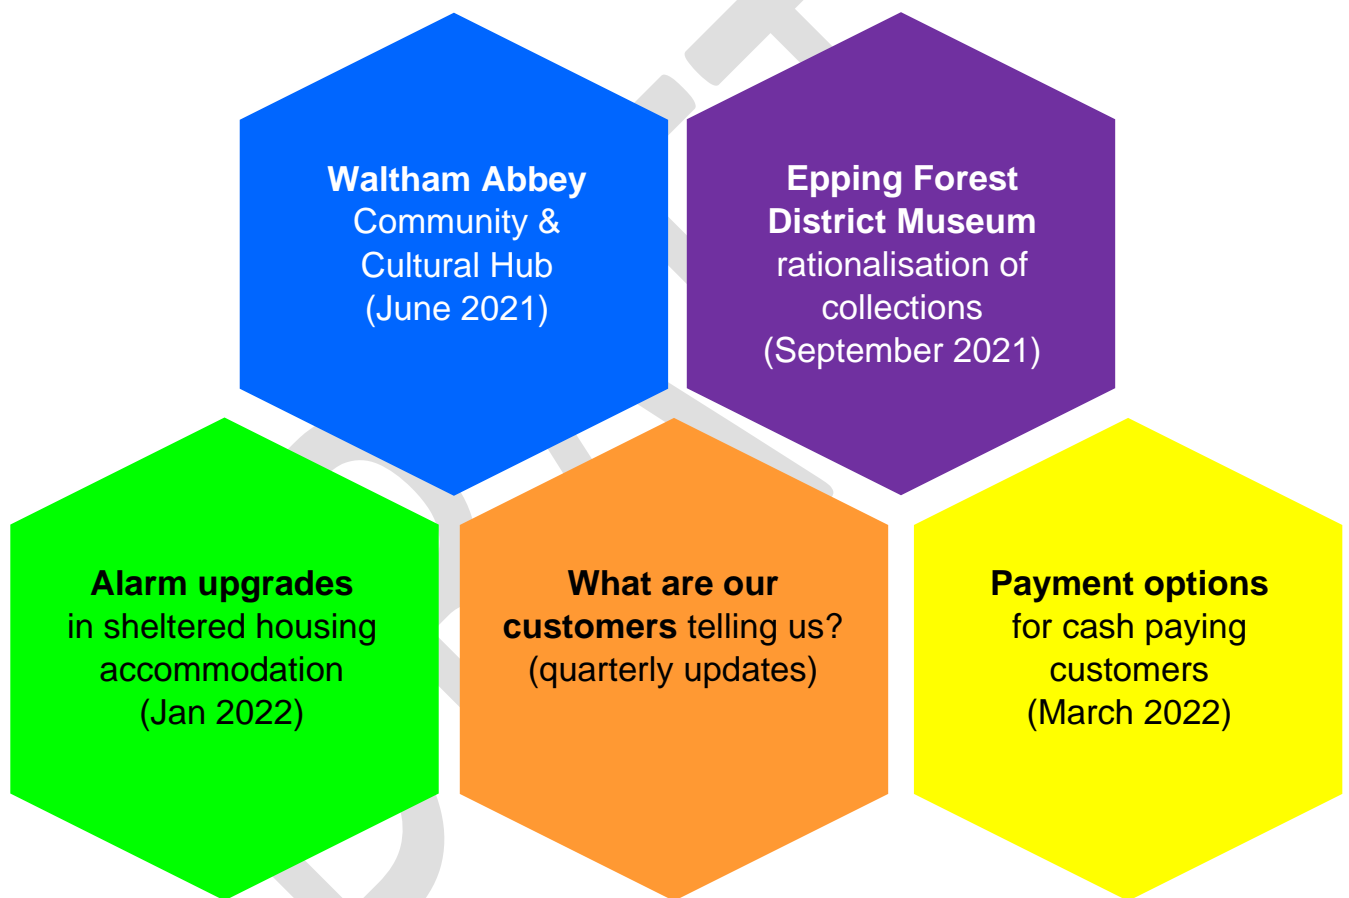 Waltham Abbey
Community &
Cultural Hub
(June 2021)
Epping Forest
District Museum
rationalisation of
collections
(September 2021)
Alarm upgrades
in sheltered housing
accommodation
(Jan 2022)
What are our
customers telling us?
(quarterly updates)
Payment options
for cash paying
customers
(March 2022)